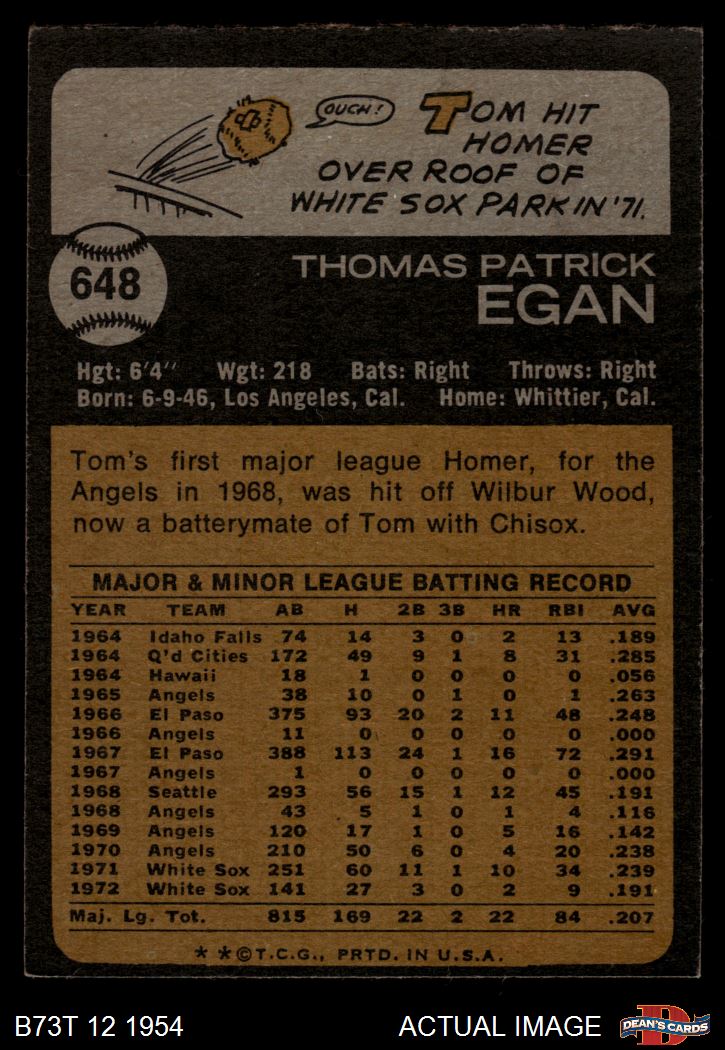 OUCH!
TOM HIT
HOMER
OVER ROOF OF
WHITE SOX PARK IN '71.
648
THOMAS PATRICK
EGAN
Hgt: 6'4" Wgt: 218 Bats: Right Throws: Right
Born: 6-9-46, Los Angeles, Cal. Home: Whittier, Cal.
Tom's first major league Homer, for the
Angels in 1968, was hit off Wilbur Wood,
now a batterymate of Tom with Chisox.
MAJOR & MINOR LEAGUE BATTING RECORD
YEAR TEAM AB H 2B 3B HR RBI AVG
1964 Idaho Falls 74 14 3 0 2 13 .189
1964 Q'd Cities 172 49 9 1 8 31 .285
1964 Hawaii 18 1 0 0 0 0 .056
1965 Angels 38 10 0 1 0 1 .263
1966 El Paso 375 93 20 2 11 48 .248
1966 Angels 11 0 0 0 0 0 .000
1967 El Paso 388 113 24 1 16 72 .291
1967 Angels 1 0 0 0 0 0 .000
1968 Seattle 293 56 15 1 12 45 .191
1968 Angels 43 5 1 0 1 4 .116
1969 Angels 120 17 1 0 5 16 .142
1970 Angels 210 50 6 0 4 20 .238
1971 White Sox 251 60 11 1 10 34 .239
1972 White Sox 141 27 3 0 2 9 .191
Maj. Lg. Tot. 815 169 22 2 22 84 .207
* *©T.C.G., PRTD. IN U.S.A.
B73T 12 1954 ACTUAL IMAGE
D
DEAN'S CARDS